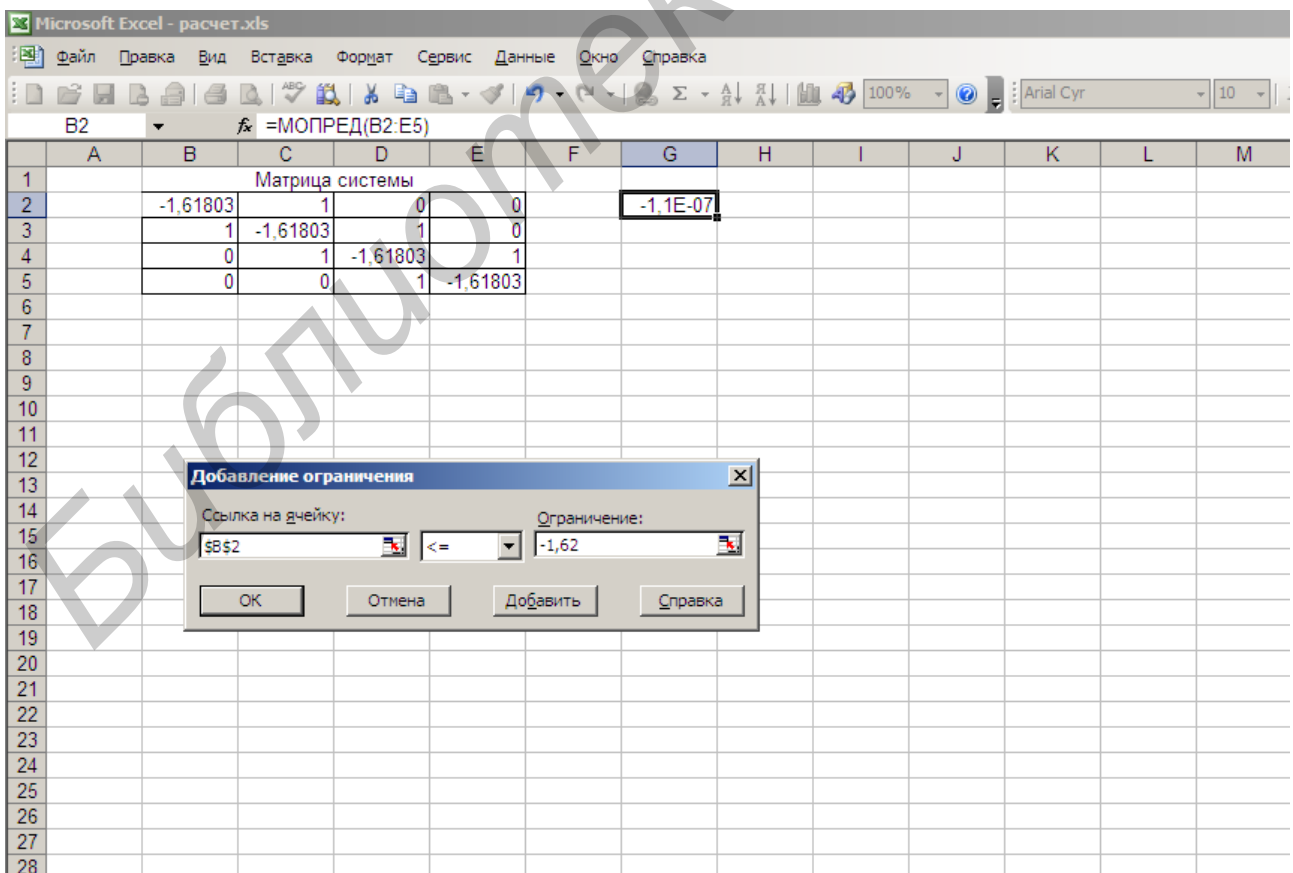 Microsoft Excel - расчет.xls
Файл Правка Вид Вставка Формат Сервис Данные Окно Справка
100% Arial Cyr 10
B2 fx =МОПРЕД(B2:E5)
A B C D E F G H I J K L M
1 Матрица системы
2 -1,61803 1 0 0 -1,1E-07
3 1 -1,61803 1 0
4 0 1 -1,61803 1
5 0 0 1 -1,61803
6
7
8
9
10
11
12
13
14
15
16
17
18
19
20
21
22
23
24
25
26
27
28
Добавление ограничения
Ссылка на ячейку: Ограничение:
$B$2 <= -1,62
ОК Отмена Добавить Справка